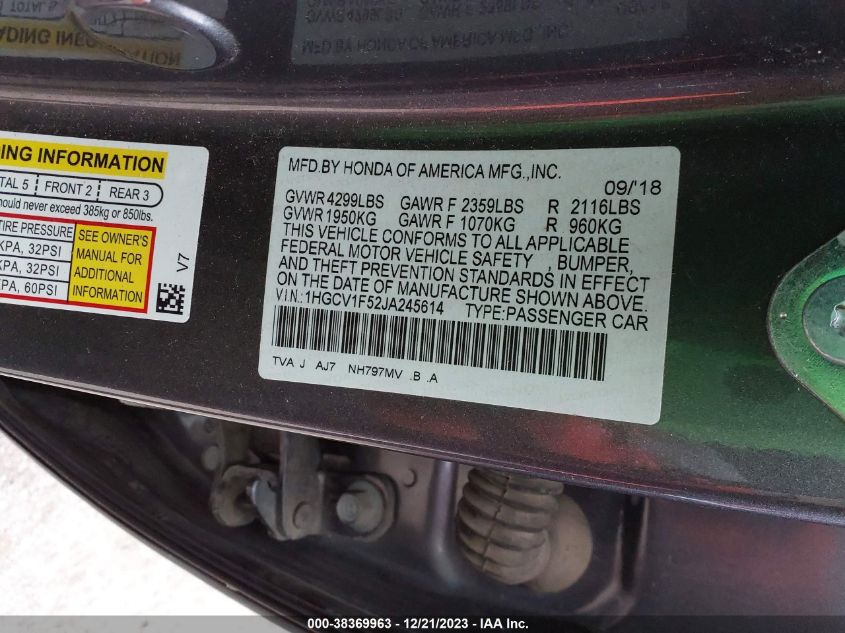 DING INFORMATION
TAL 5 FRONT 2 REAR 3
hould never exceed 385kg or 850lbs.
TIRE PRESSURE
KPA, 32PSI
KPA, 32PSI
KPA, 60PSI
SEE OWNER'S
MANUAL FOR
ADDITIONAL
INFORMATION
V7
MFD.BY HONDA OF AMERICA MFG.,INC.
09/'18
GVWR 4299LBS GAWR F 2359LBS R 2116LBS
GVWR 1950KG GAWR F 1070KG R 960KG
THIS VEHICLE CONFORMS TO ALL APPLICABLE
FEDERAL MOTOR VEHICLE SAFETY , BUMPER,
AND THEFT PREVENTION STANDARDS IN EFFECT
ON THE DATE OF MANUFACTURE SHOWN ABOVE.
V.I.N.:1HGCV1F52JA245614 TYPE:PASSENGER CAR
TVA J AJ7 NH797MV .B .A
000-38369963 - 12/21/2023 - IAA Inc.